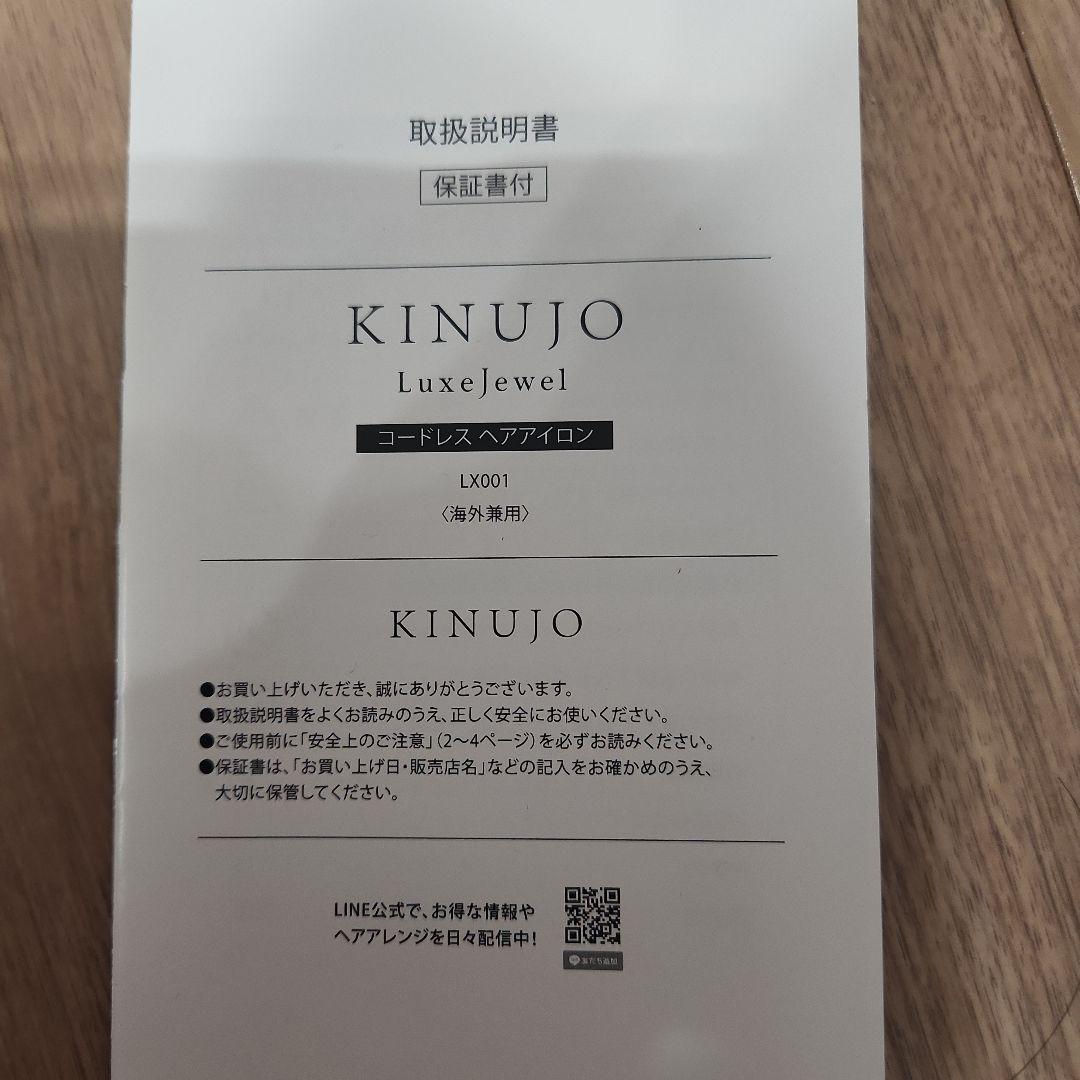 取扱説明書
保証書付
KINUJO
LuxeJewel
コードレス ヘアアイロン
LX001
〈海外兼用〉
KINUJO
●お買い上げいただき、誠にありがとうございます。
●取扱説明書をよくお読みのうえ、正しく安全にお使いください。
●ご使用前に「安全上のご注意」（2〜4ページ）を必ずお読みください。
●保証書は、「お買い上げ日・販売店名」などの記入をお確かめのうえ、
大切に保管してください。
LINE公式で、お得な情報や
ヘアアレンジを日々配信中！
友だち追加